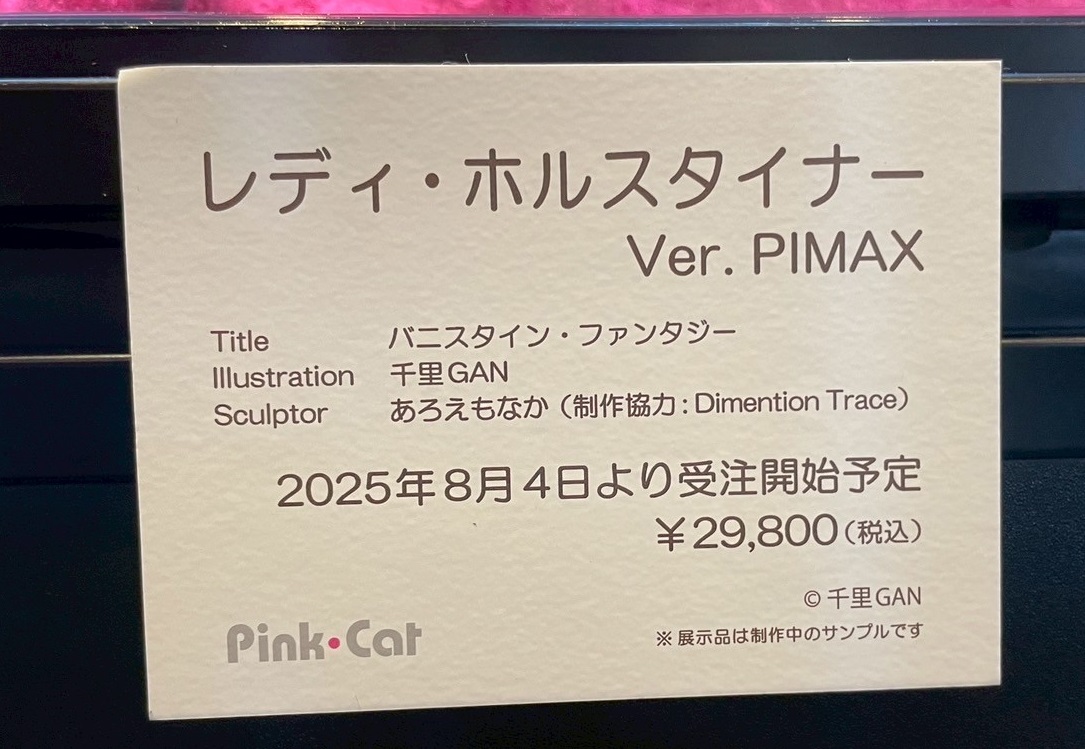 レディ・ホルスタイナー
Ver. PIMAX
Title バニスタイン・ファンタジー
Illustration 千里GAN
Sculptor あろえもなか（制作協力：Dimention Trace）
2025年8月4日より受注開始予定
￥29,800（税込）
© 千里GAN
※ 展示品は制作中のサンプルです
Pink・Cat